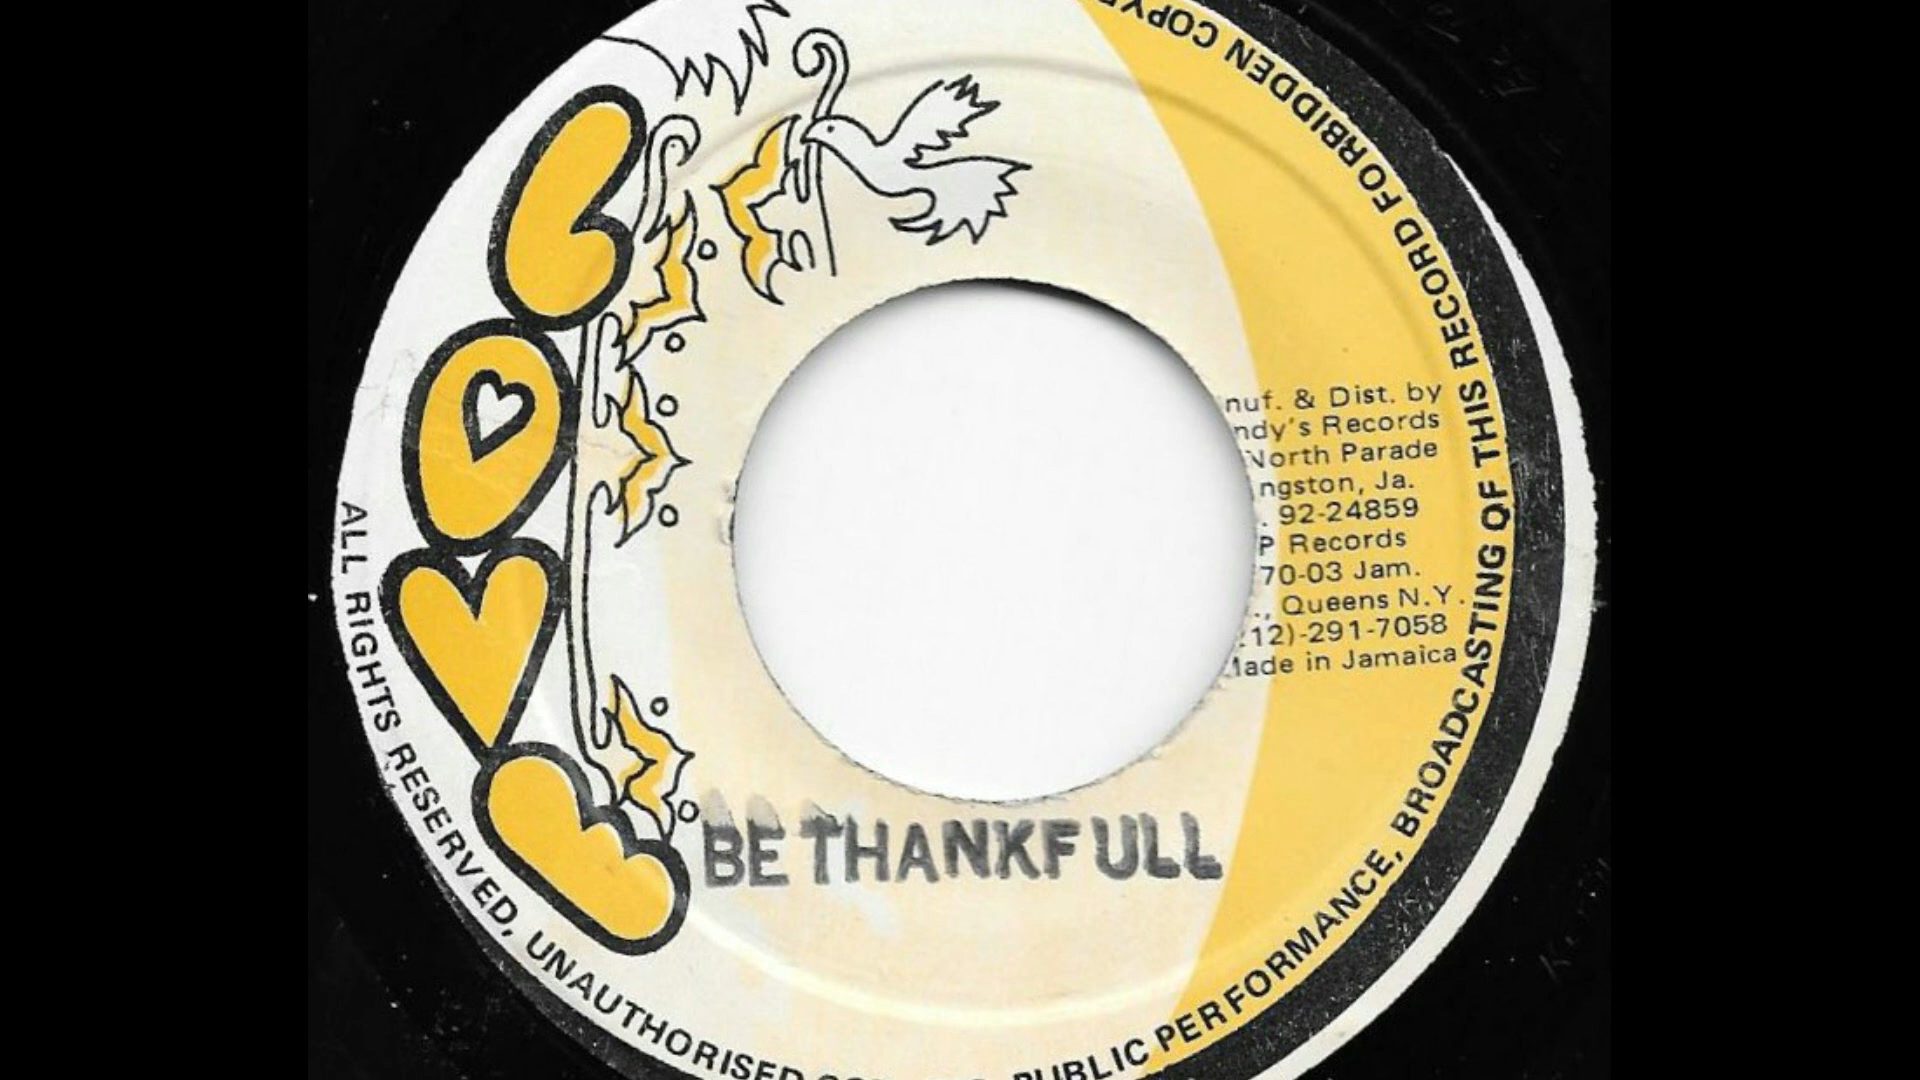 LOVE
nuf. & Dist. by
ndy's Records
North Parade
ngston, Ja.
. 92-24859
P Records
70-03 Jam.
., Queens N.Y.
12)-291-7058
Made in Jamaica
BE THANKFULL
ALL RIGHTS RESERVED, UNAUTHORISED
PUBLIC PERFORMANCE, BROADCASTING OF THIS RECORD FORBIDDEN